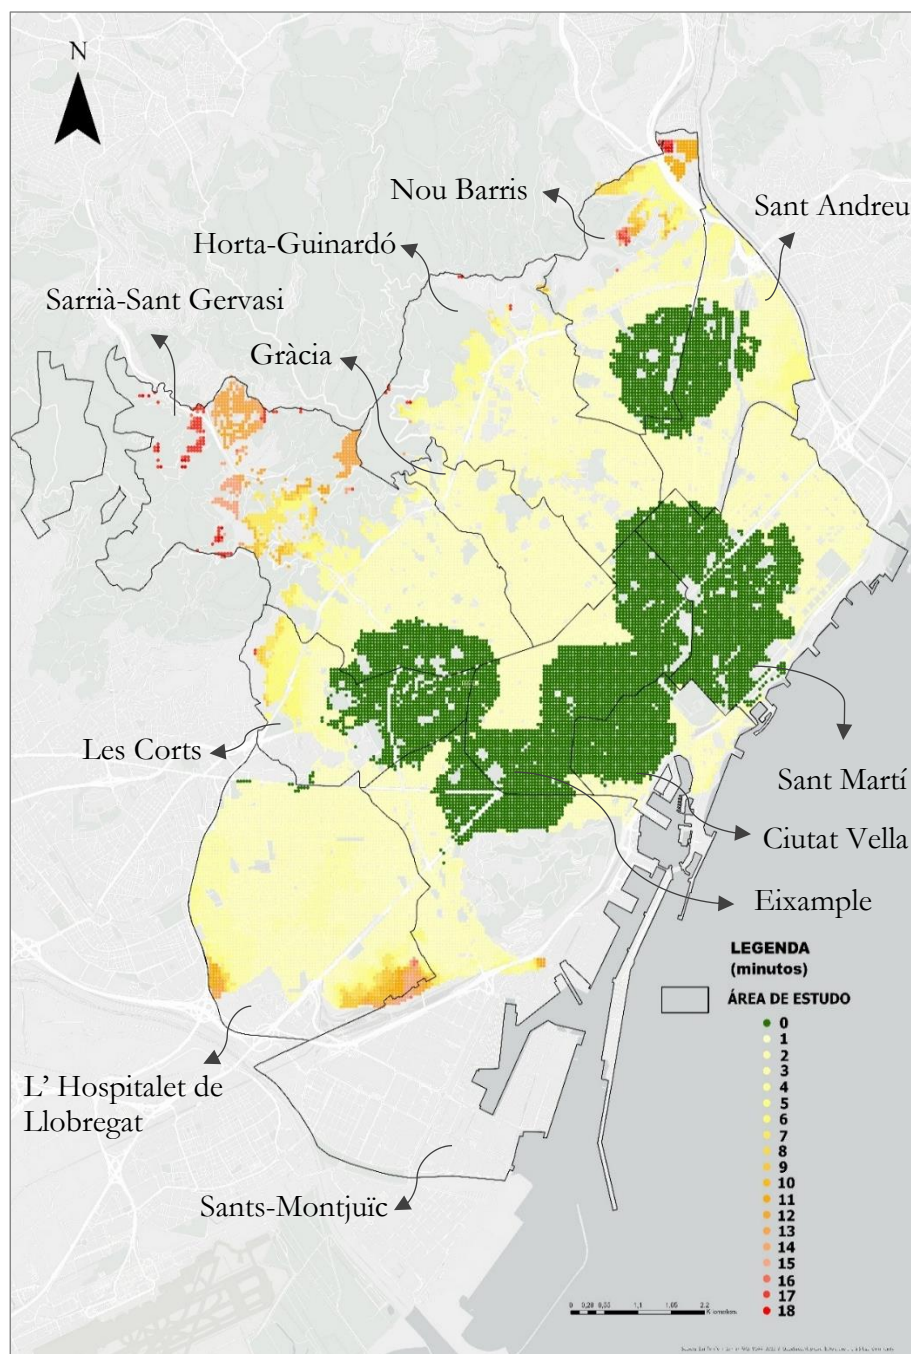 N
Nou Barris
Sant Andreu
Horta-Guinardó
Sarrià-Sant Gervasi
Gràcia
Les Corts
Sant Martí
Ciutat Vella
Eixample
L' Hospitalet de
Llobregat
Sants-Montjuïc
LEGENDA
(minutos)
ÁREA DE ESTUDO
0
1
2
3
4
5
6
7
8
9
10
11
12
13
14
15
16
17
18